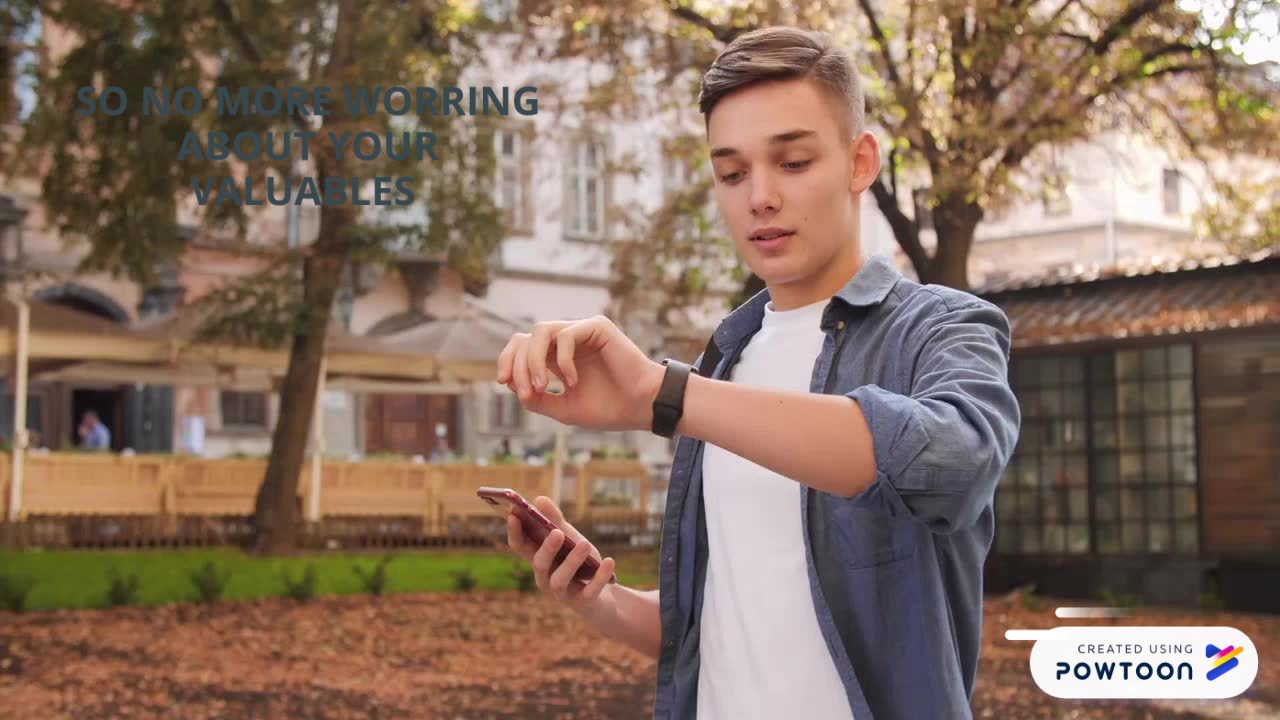 SO NO MORE WORRING
ABOUT YOUR
VALUABLES
CREATED USING
POWTOON